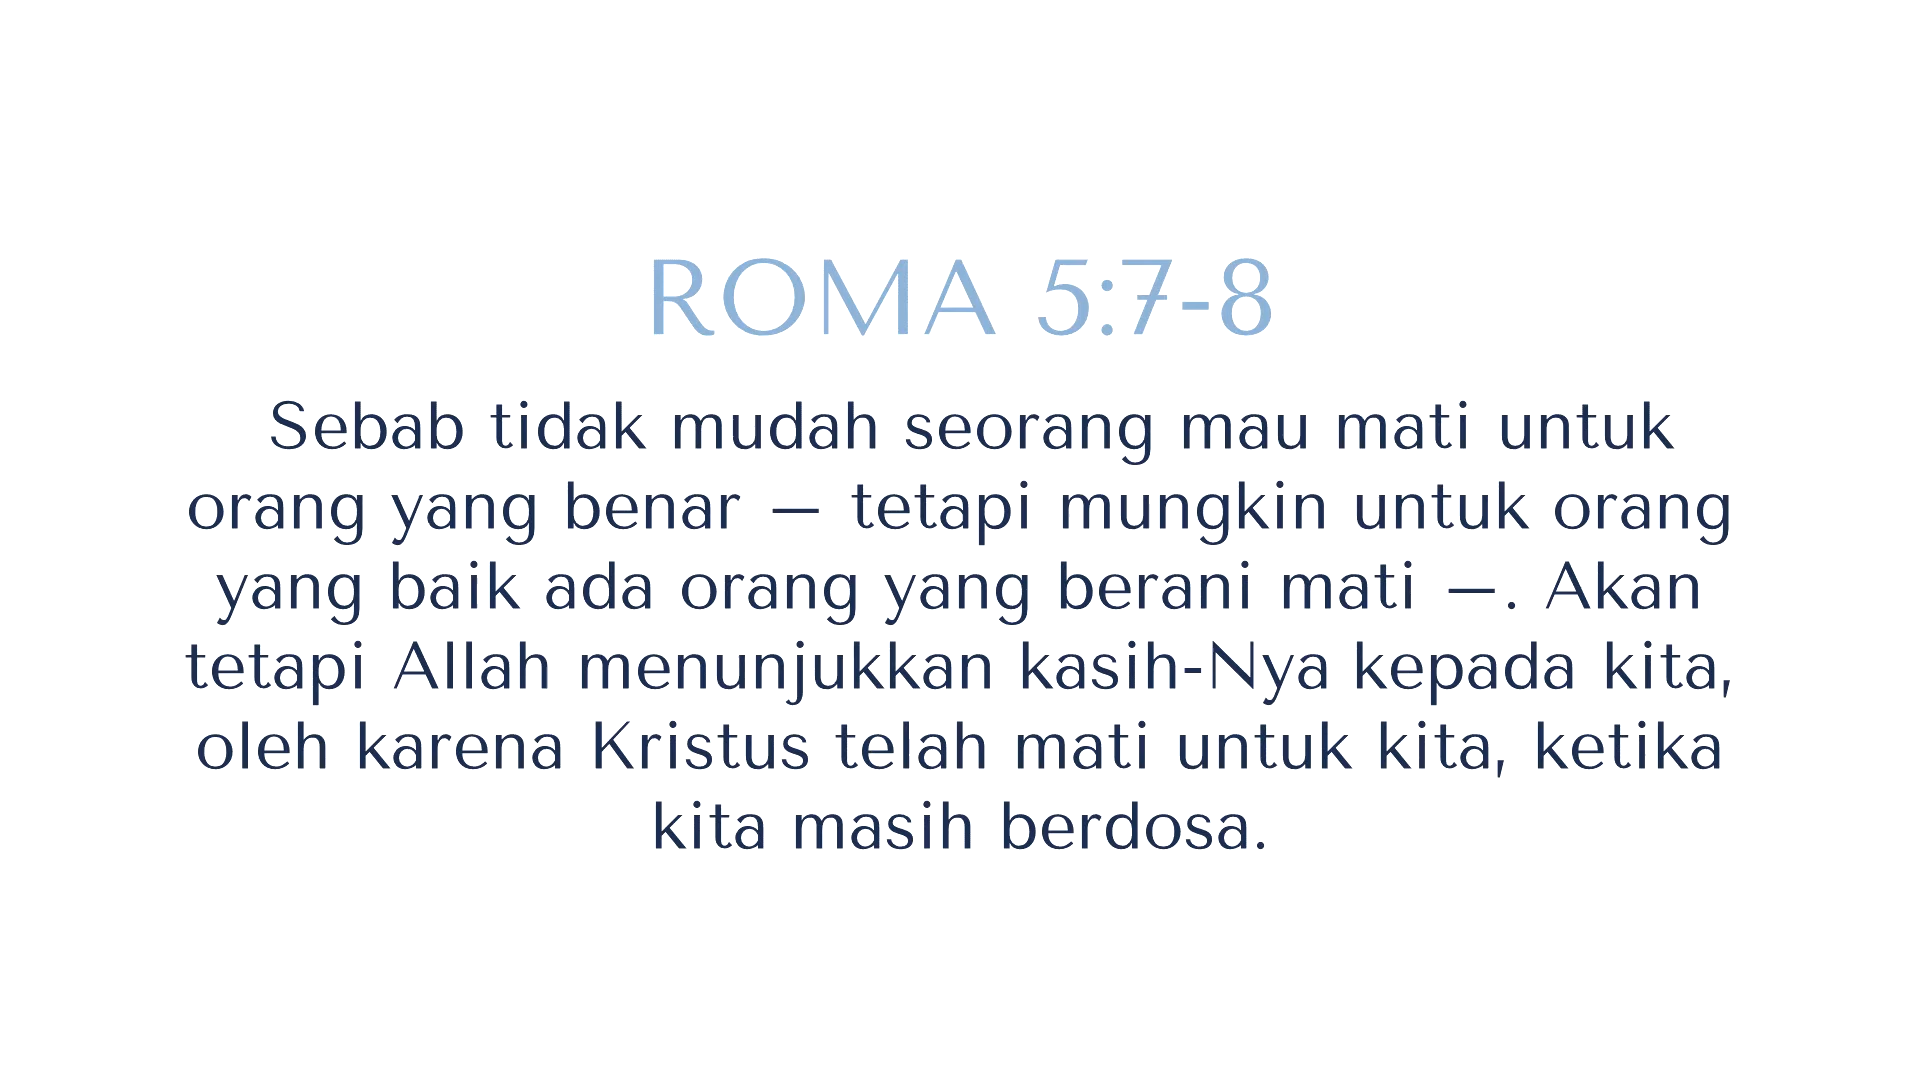 ROMA 5:7-8
Sebab tidak mudah seorang mau mati untuk
orang yang benar – tetapi mungkin untuk orang
yang baik ada orang yang berani mati –. Akan
tetapi Allah menunjukkan kasih-Nya kepada kita,
oleh karena Kristus telah mati untuk kita, ketika
kita masih berdosa.